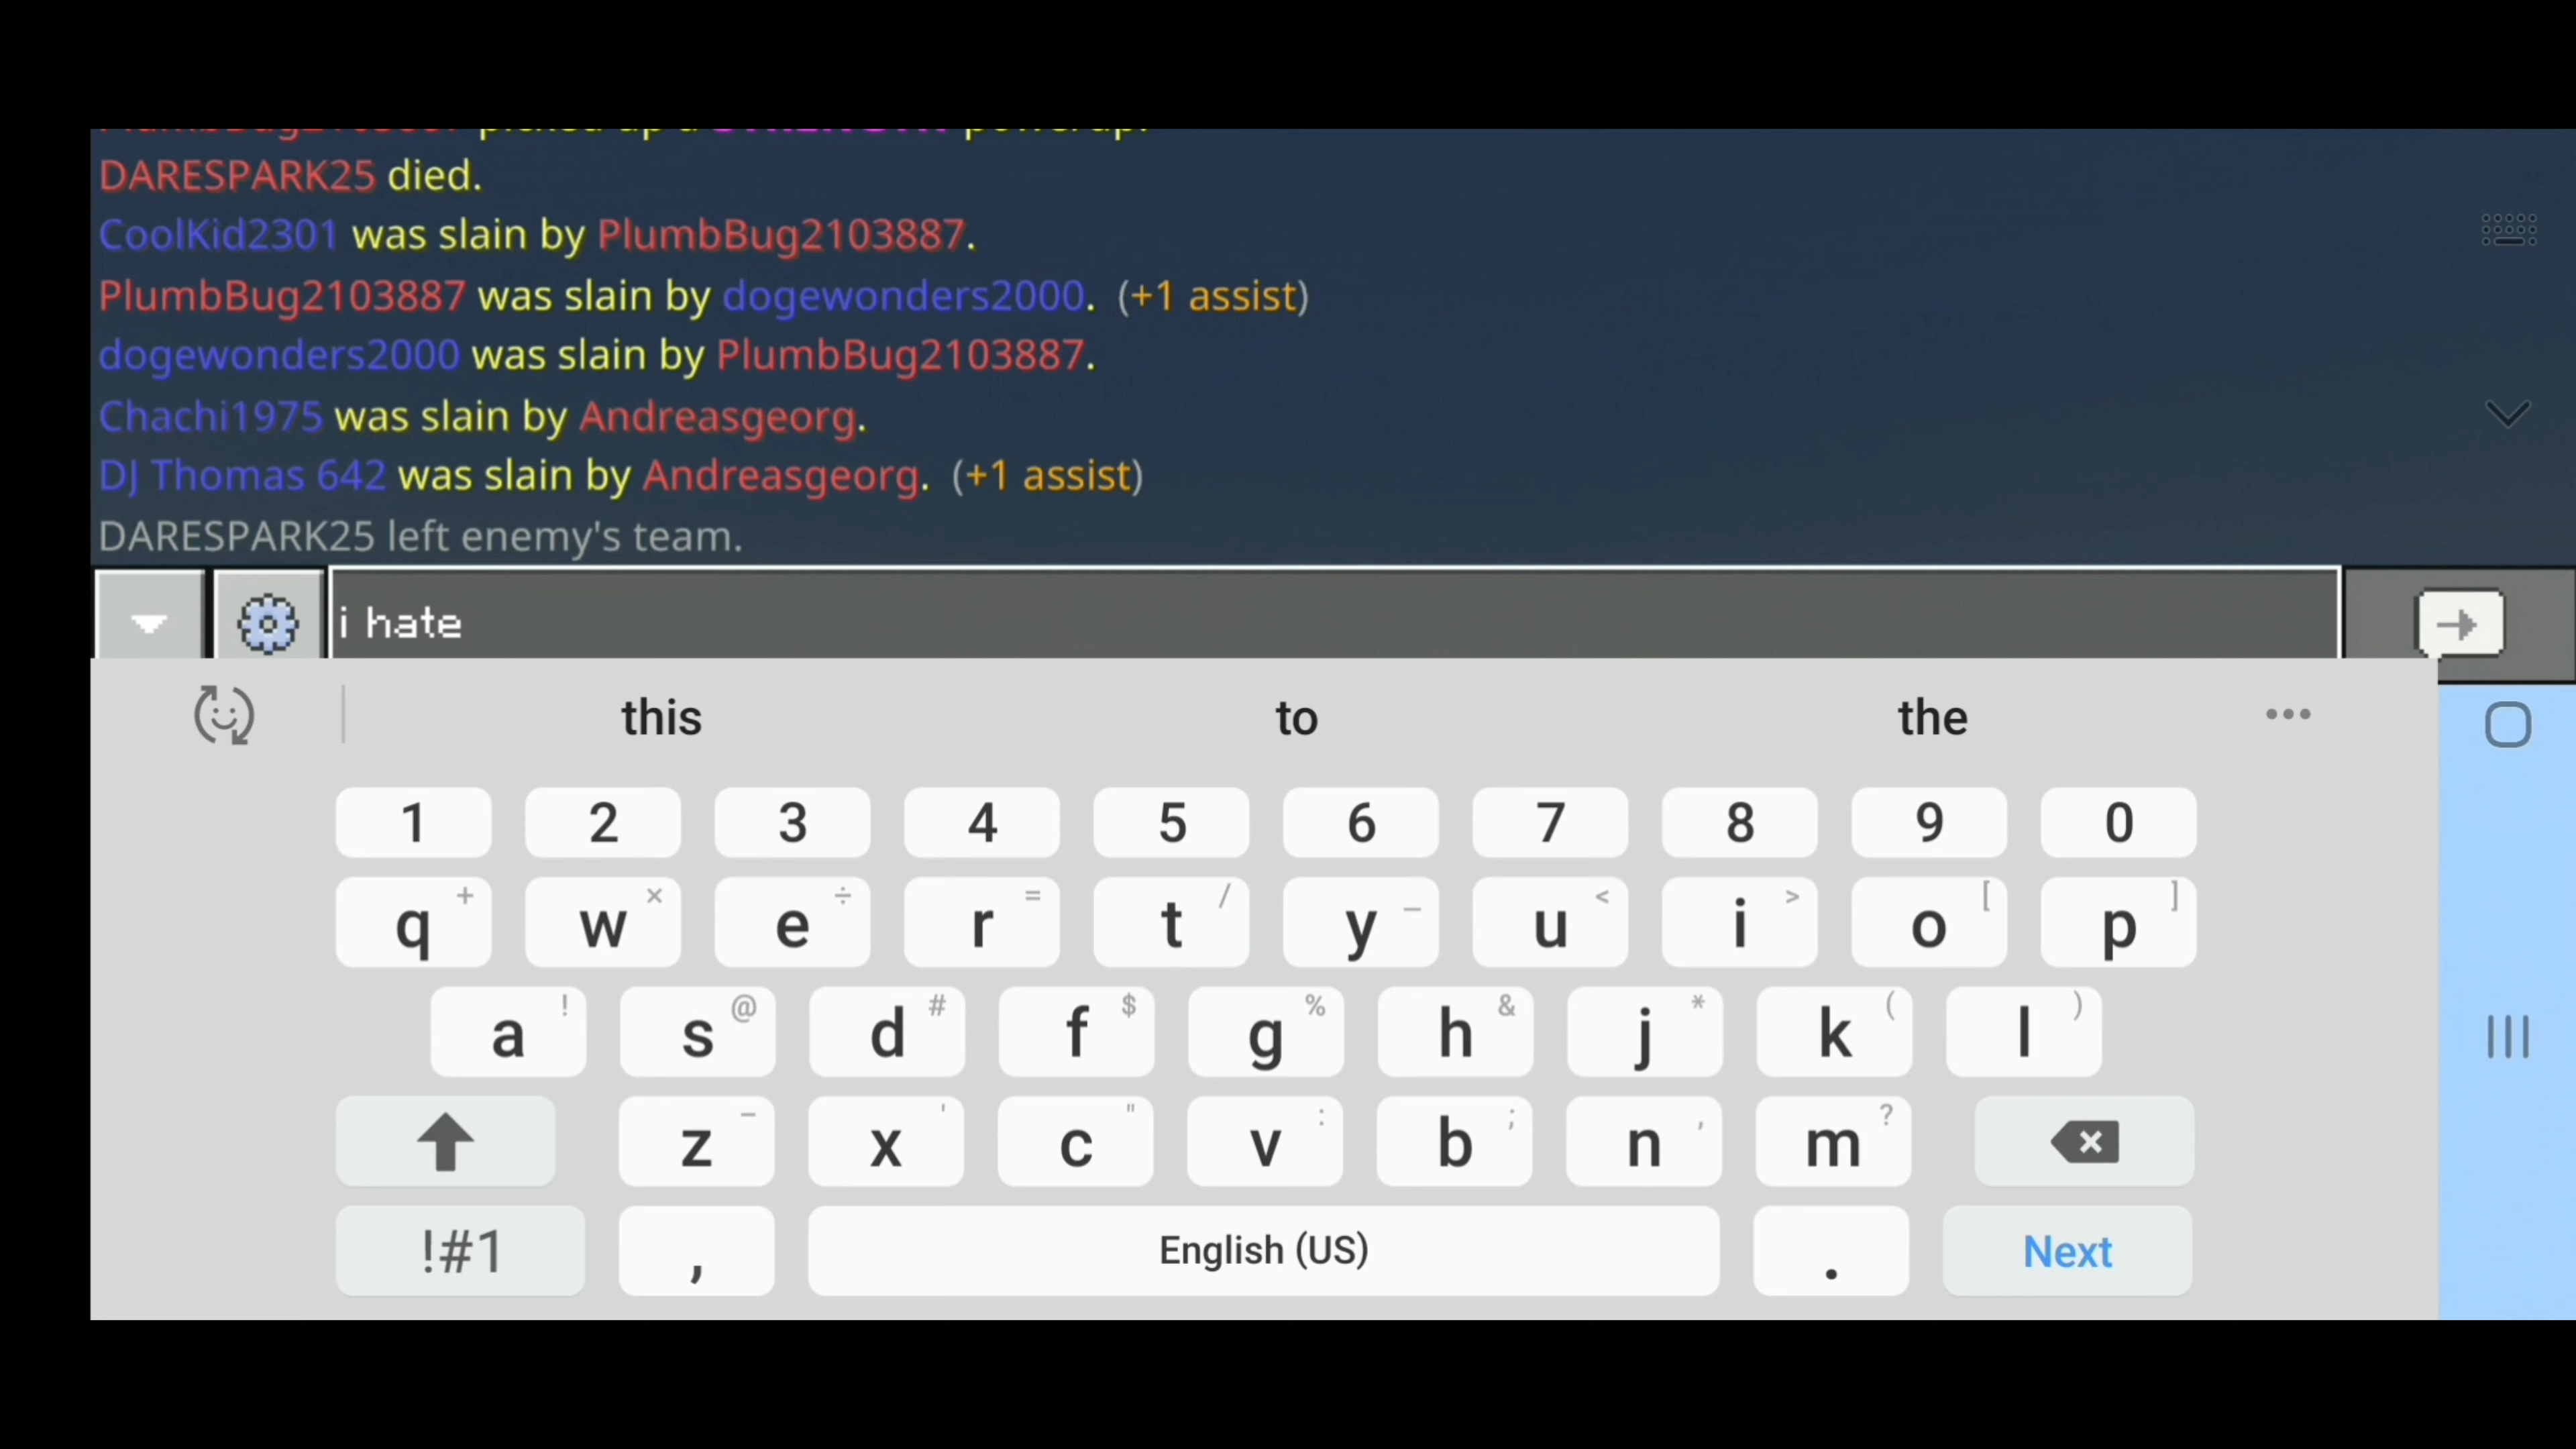 DARESPARK25 died.
CoolKid2301 was slain by PlumbBug2103887.
PlumbBug2103887 was slain by dogewonders2000. (+1 assist)
dogewonders2000 was slain by PlumbBug2103887.
Chachi1975 was slain by Andreasgeorg.
DJ Thomas 642 was slain by Andreasgeorg. (+1 assist)
DARESPARK25 left enemy's team.
i hate
this to the
1 2 3 4 5 6 7 8 9 0
q + w × e ÷ r = t / y _ u < i > o [ p ]
a ! s @ d # f $ g % h & j * k ( l )
z - x ' c " v : b ; n , m ?
!#1 , English (US) . Next